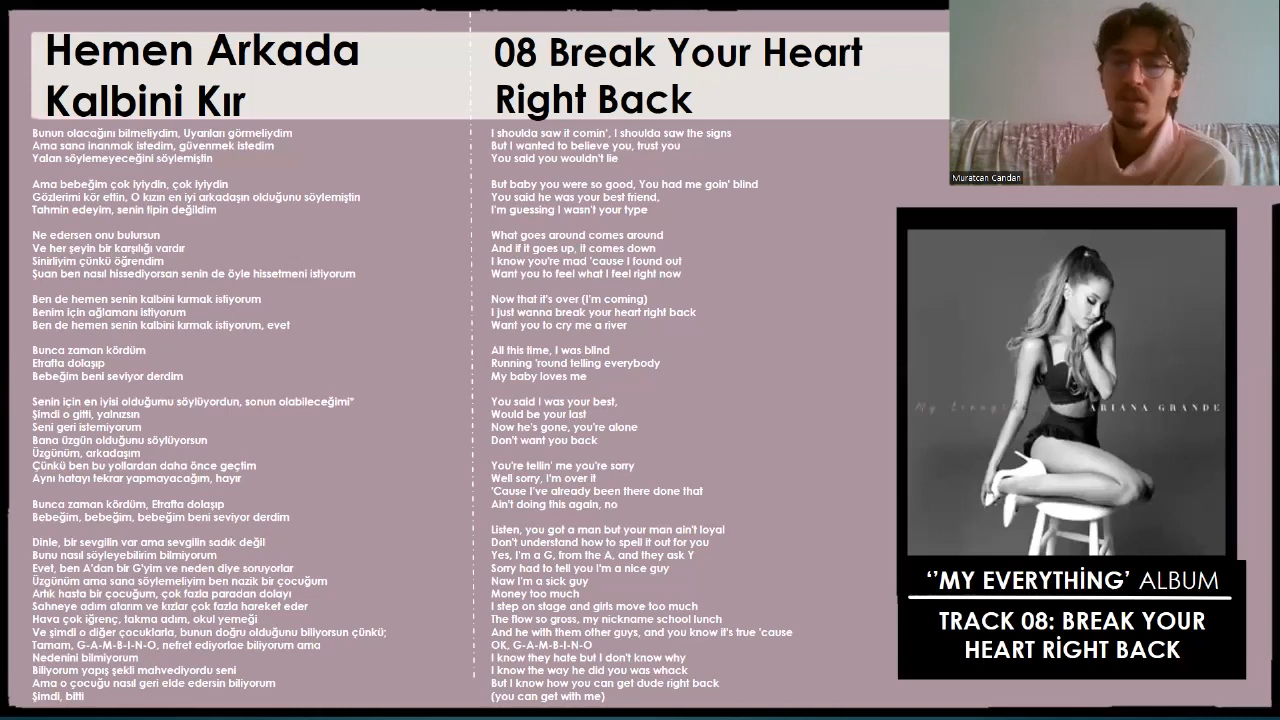 Hemen Arkada
Kalbini Kır
Bunun olacağını bilmeliydim, Uyarıları görmeliydim
Ama sana inanmak istedim, güvenmek istedim
Yalan söylemeyeceğini söylemiştin
Ama bebeğim çok iyiydin, çok iyiydin
Gözlerimi kör ettin, O kızın en iyi arkadaşın olduğunu söylemiştin
Tahmin edeyim, senin tipin değildim
Ne edersen onu bulursun
Ve her şeyin bir karşılığı vardır
Sinirliyim çünkü öğrendim
Şuan ben nasıl hissediyorsan senin de öyle hissetmeni istiyorum
Ben de hemen senin kalbini kırmak istiyorum
Benim için ağlamanı istiyorum
Ben de hemen senin kalbini kırmak istiyorum, evet
Bunca zaman kördüm
Etrafta dolaşıp
Bebeğim beni seviyor derdim
Senin için en iyisi olduğumu söylüyordun, sonun olabileceğimi"
Şimdi o gitti, yalnızsın
Seni geri istemiyorum
Bana üzgün olduğunu söylüyorsun
Üzgünüm, arkadaşım
Çünkü ben bu yollardan daha önce geçtim
Aynı hatayı tekrar yapmayacağım, hayır
Bunca zaman kördüm, Etrafta dolaşıp
Bebeğim, bebeğim, bebeğim beni seviyor derdim
Dinle, bir sevgilin var ama sevgilin sadık değil
Bunu nasıl söyleyebilirim bilmiyorum
Evet, ben A'dan bir G'yim ve neden diye soruyorlar
Üzgünüm ama sana söylemeliyim ben nazik bir çocuğum
Artık hasta bir çocuğum, çok fazla paradan dolayı
Sahneye adım atarım ve kızlar çok fazla hareket eder
Hava çok iğrenç, takma adım, okul yemeği
Ve şimdi o diğer çocuklarla, bunun doğru olduğunu biliyorsun çünkü;
Tamam, G-A-M-B-I-N-O, nefret ediyorlae biliyorum ama
Nedenini bilmiyorum
Biliyorum yapış şekli mahvediyordu seni
Ama o çocuğu nasıl geri elde edersin biliyorum
Şimdi, bitti
08 Break Your Heart
Right Back
I shoulda saw it comin', I shoulda saw the signs
But I wanted to believe you, trust you
You said you wouldn't lie
But baby you were so good, You had me goin' blind
You said he was your best friend,
I'm guessing I wasn't your type
What goes around comes around
And if it goes up, it comes down
I know you're mad 'cause I found out
Want you to feel what I feel right now
Now that it's over (I'm coming)
I just wanna break your heart right back
Want you to cry me a river
All this time, I was blind
Running 'round telling everybody
My baby loves me
You said I was your best,
Would be your last
Now he's gone, you're alone
Don't want you back
You're tellin' me you're sorry
Well sorry, I'm over it
'Cause I've already been there done that
Ain't doing this again, no
Listen, you got a man but your man ain't loyal
Don't understand how to spell it out for you
Yes, I'm a G, from the A, and they ask Y
Sorry had to tell you I'm a nice guy
Naw I'm a sick guy
Money too much
I step on stage and girls move too much
The flow so gross, my nickname school lunch
And he with them other guys, and you know it's true 'cause
OK, G-A-M-B-I-N-O
I know they hate but I don't know why
I know the way he did you was whack
But I know how you can get dude right back
(you can get with me)
Muratcan Candan
ARIANA GRANDE
‘’MY EVERYTHİNG’ ALBUM
TRACK 08: BREAK YOUR
HEART RİGHT BACK